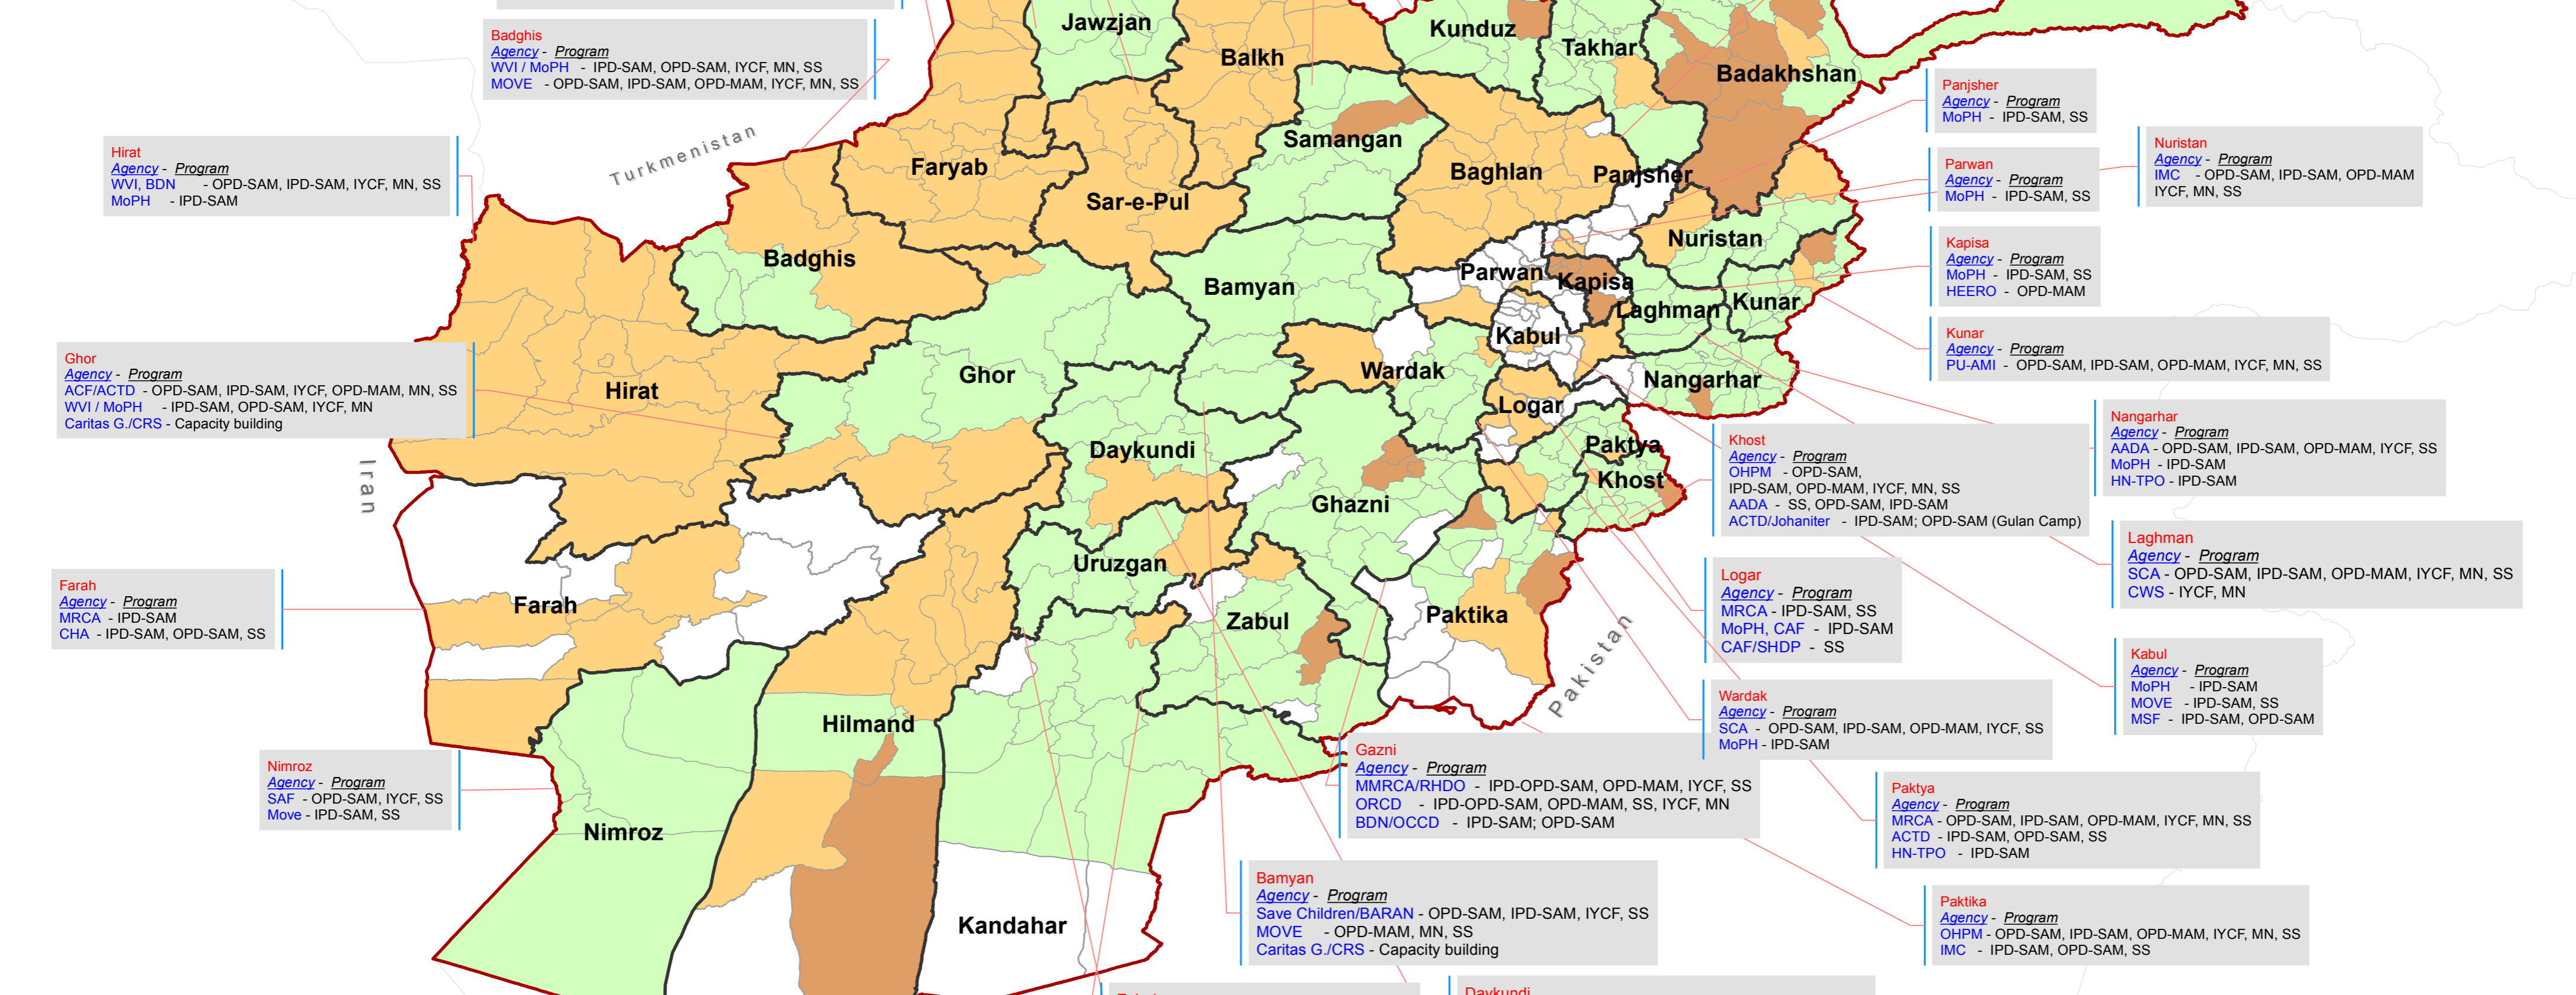 Badghis
Agency - Program
WVI / MoPH - IPD-SAM, OPD-SAM, IYCF, MN, SS
MOVE - OPD-SAM, IPD-SAM, OPD-MAM, IYCF, MN, SS
Hirat
Agency - Program
WVI, BDN - OPD-SAM, IPD-SAM, IYCF, MN, SS
MoPH - IPD-SAM
Ghor
Agency - Program
ACF/ACTD - OPD-SAM, IPD-SAM, IYCF, OPD-MAM, MN, SS
WVI / MoPH - IPD-SAM, OPD-SAM, IYCF, MN
Caritas G./CRS - Capacity building
Farah
Agency - Program
MRCA - IPD-SAM
CHA - IPD-SAM, OPD-SAM, SS
Nimroz
Agency - Program
SAF - OPD-SAM, IYCF, SS
Move - IPD-SAM, SS
Turkmenistan
Iran
Pakistan
Jawzjan
Balkh
Kunduz
Takhar
Badakhshan
Samangan
Faryab
Sar-e-Pul
Baghlan
Panjsher
Badghis
Nuristan
Bamyan
Parwan
Kapisa
Laghman
Kunar
Kabul
Hirat
Ghor
Wardak
Nangarhar
Logar
Daykundi
Paktya
Khost
Ghazni
Uruzgan
Farah
Zabul
Paktika
Hilmand
Nimroz
Kandahar
Panjsher
Agency - Program
MoPH - IPD-SAM, SS
Parwan
Agency - Program
MoPH - IPD-SAM, SS
Nuristan
Agency - Program
IMC - OPD-SAM, IPD-SAM, OPD-MAM
IYCF, MN, SS
Kapisa
Agency - Program
MoPH - IPD-SAM, SS
HEERO - OPD-MAM
Kunar
Agency - Program
PU-AMI - OPD-SAM, IPD-SAM, OPD-MAM, IYCF, MN, SS
Nangarhar
Agency - Program
AADA - OPD-SAM, IPD-SAM, OPD-MAM, IYCF, SS
MoPH - IPD-SAM
HN-TPO - IPD-SAM
Khost
Agency - Program
OHPM - OPD-SAM,
IPD-SAM, OPD-MAM, IYCF, MN, SS
AADA - SS, OPD-SAM, IPD-SAM
ACTD/Johaniter - IPD-SAM; OPD-SAM (Gulan Camp)
Laghman
Agency - Program
SCA - OPD-SAM, IPD-SAM, OPD-MAM, IYCF, MN, SS
CWS - IYCF, MN
Logar
Agency - Program
MRCA - IPD-SAM, SS
MoPH, CAF - IPD-SAM
CAF/SHDP - SS
Kabul
Agency - Program
MoPH - IPD-SAM
MOVE - IPD-SAM, SS
MSF - IPD-SAM, OPD-SAM
Wardak
Agency - Program
SCA - OPD-SAM, IPD-SAM, OPD-MAM, IYCF, SS
MoPH - IPD-SAM
Gazni
Agency - Program
MMRCA/RHDO - IPD-OPD-SAM, OPD-MAM, IYCF, SS
ORCD - IPD-OPD-SAM, OPD-MAM, SS, IYCF, MN
BDN/OCCD - IPD-SAM; OPD-SAM
Paktya
Agency - Program
MRCA - OPD-SAM, IPD-SAM, OPD-MAM, IYCF, MN, SS
ACTD - IPD-SAM, OPD-SAM, SS
HN-TPO - IPD-SAM
Bamyan
Agency - Program
Save Children/BARAN - OPD-SAM, IPD-SAM, IYCF, SS
MOVE - OPD-MAM, MN, SS
Caritas G./CRS - Capacity building
Paktika
Agency - Program
OHPM - OPD-SAM, IPD-SAM, OPD-MAM, IYCF, MN, SS
IMC - IPD-SAM, OPD-SAM, SS
Daykundi